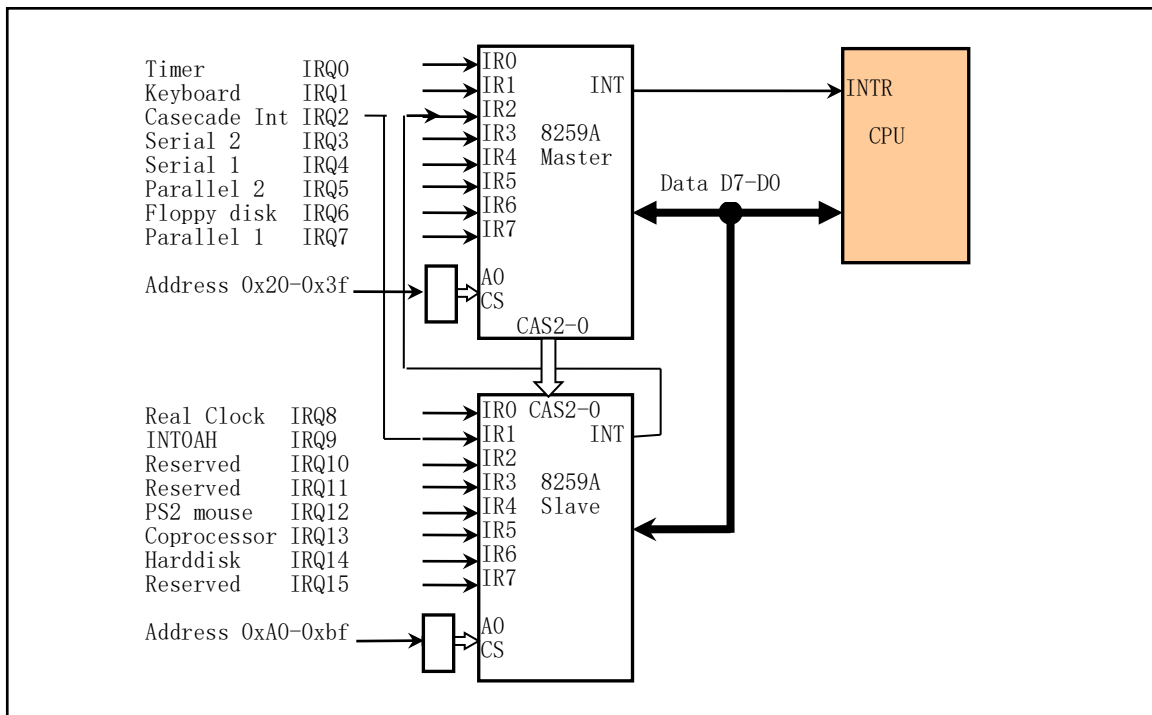 Timer IRQ0
Keyboard IRQ1
Casecade Int IRQ2
Serial 2 IRQ3
Serial 1 IRQ4
Parallel 2 IRQ5
Floppy disk IRQ6
Parallel 1 IRQ7
Address 0x20-0x3f
IR0
IR1
IR2
IR3
IR4
IR5
IR6
IR7
A0
CS
INT
8259A
Master
CAS2-0
INTR
CPU
Data D7-D0
Real Clock IRQ8
INT0AH IRQ9
Reserved IRQ10
Reserved IRQ11
PS2 mouse IRQ12
Coprocessor IRQ13
Harddisk IRQ14
Reserved IRQ15
Address 0xA0-0xbf
IR0 CAS2-0
IR1
IR2
IR3
IR4
IR5
IR6
IR7
A0
CS
INT
8259A
Slave